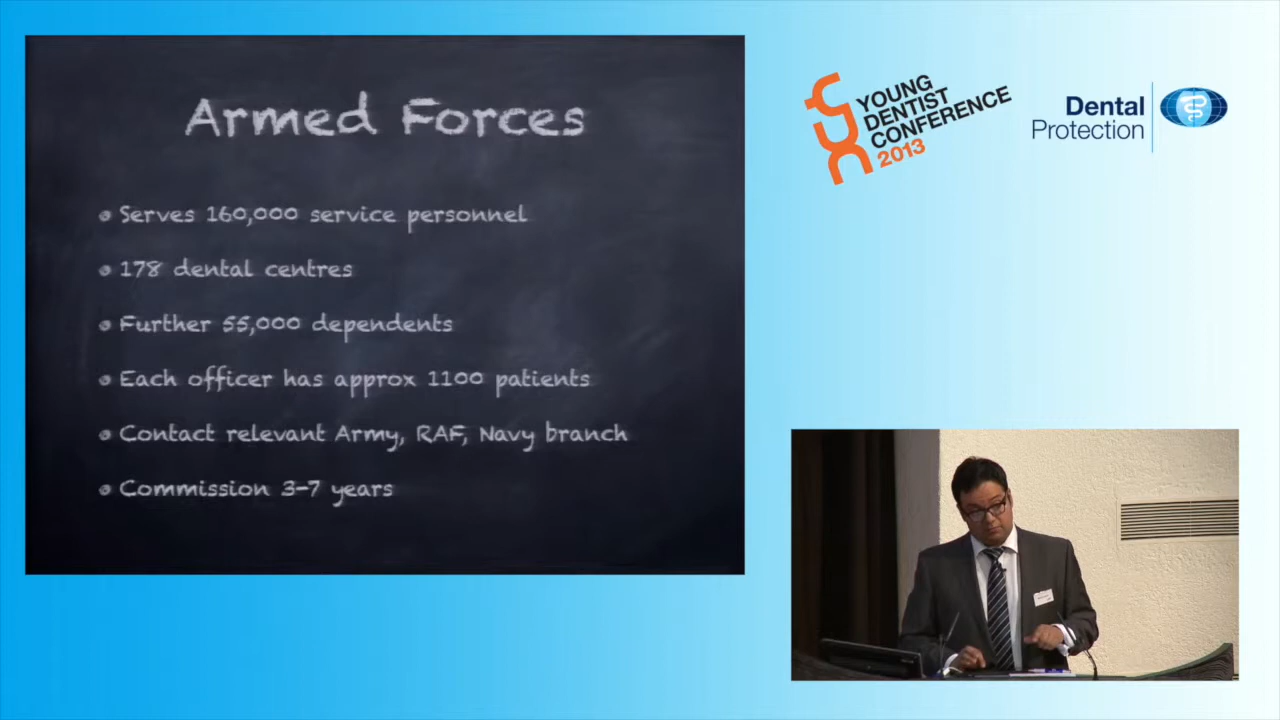 Armed Forces
Serves 160,000 service personnel
178 dental centres
Further 55,000 dependents
Each officer has approx 1100 patients
Contact relevant Army, RAF, Navy branch
Commission 3-7 years
YOUNG
DENTIST
CONFERENCE
2013
Dental
Protection